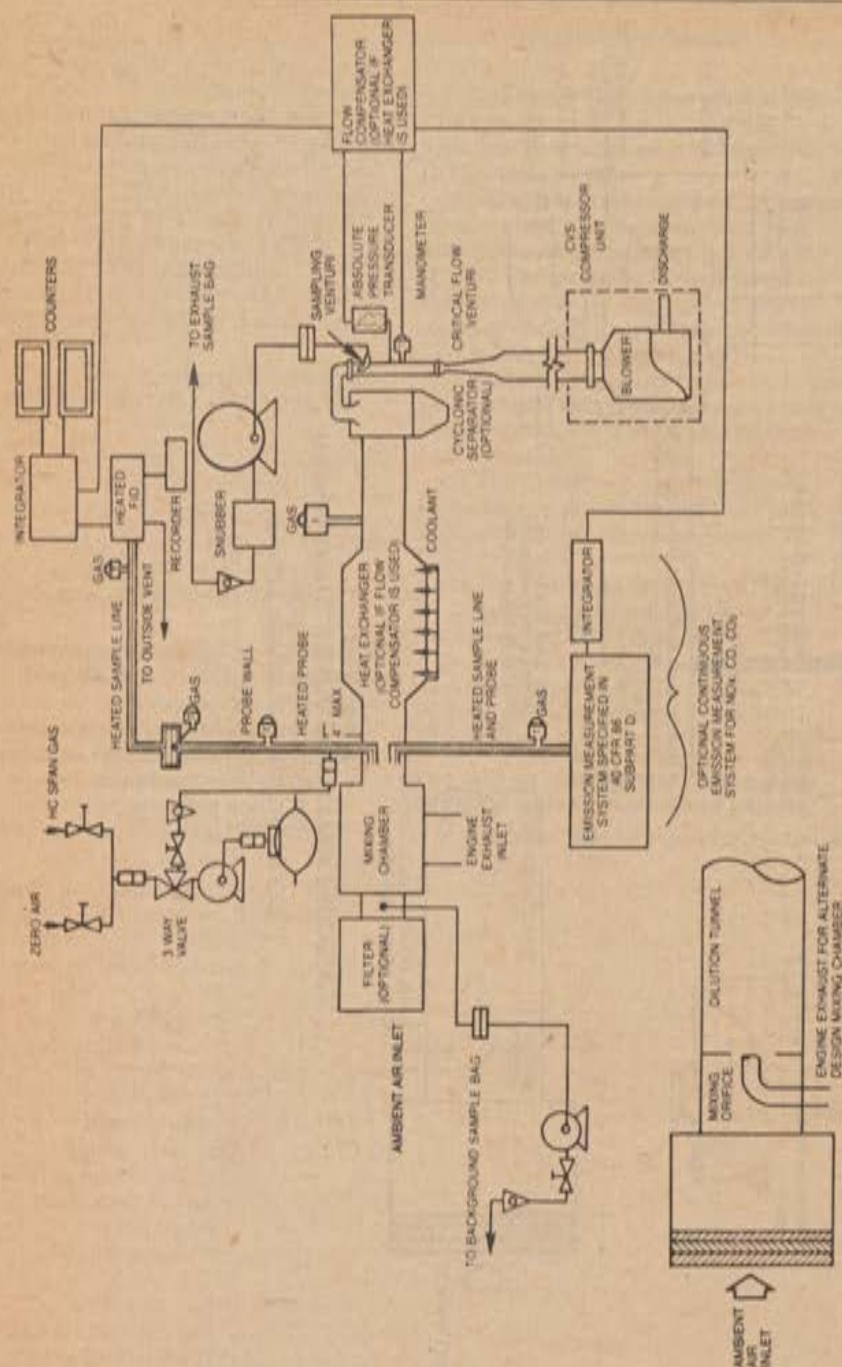 ZERO AIR
HC SPAN GAS
3 WAY
VALVE
HEATED SAMPLE LINE
TO OUTSIDE VENT
GAS
PROBE WALL
HEATED PROBE
4" MAX
INTEGRATOR
COUNTERS
GAS
HEATED
FID
RECORDER
TO EXHAUST
SAMPLE BAG
SNUBBER
GAS
SAMPLING
VENTURI
ABSOLUTE
PRESSURE
TRANSDUCER
FLOW
COMPENSATOR
(OPTIONAL IF
HEAT EXCHANGER
IS USED)
MANOMETER
CRITICAL FLOW
VENTURI
CYCLONIC
SEPARATOR
(OPTIONAL)
CVS
COMPRESSOR
UNIT
BLOWER
DISCHARGE
HEAT EXCHANGER
(OPTIONAL IF FLOW
COMPENSATOR IS USED)
COOLANT
FILTER
(OPTIONAL)
MIXING
CHAMBER
AMBIENT AIR INLET
ENGINE
EXHAUST
INLET
HEATED SAMPLE LINE
AND PROBE
GAS
EMISSION MEASUREMENT
SYSTEM SPECIFIED IN
40 CFR 86
SUBPART D.
INTEGRATOR
OPTIONAL CONTINUOUS
EMISSION MEASUREMENT
SYSTEM FOR NOx, CO, CO₂
TO BACKGROUND SAMPLE BAG
AMBIENT
AIR
INLET
MIXING
ORIFICE
DILUTION TUNNEL
ENGINE EXHAUST FOR ALTERNATE
DESIGN MIXING CHAMBER